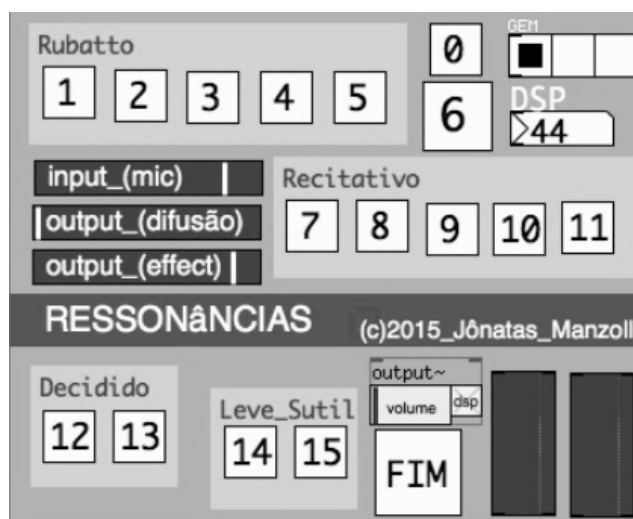 Rubatto
1 2 3 4 5
0
GEM
6
DSP
44
input_(mic)
output_(difusão)
output_(effect)
Recitativo
7 8 9 10 11
RESSONâNCIAS
(c)2015_Jônatas_Manzoll
Decidido
12 13
Leve_Sutil
14 15
output~
volume
dsp
FIM